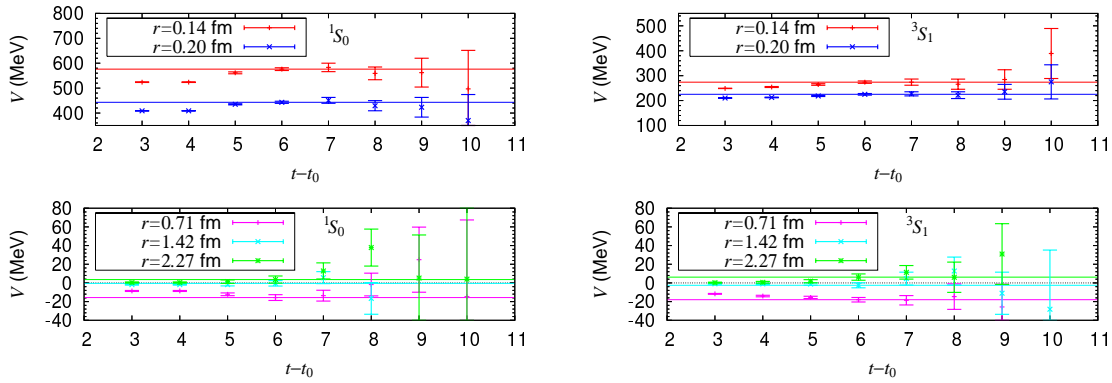 800
700
600
500
400
V (MeV)
r=0.14 fm
r=0.20 fm
¹S₀
2 3 4 5 6 7 8 9 10 11
t−t₀
500
400
300
200
100
V (MeV)
r=0.14 fm
r=0.20 fm
³S₁
2 3 4 5 6 7 8 9 10 11
t−t₀
80
60
40
20
0
-20
-40
V (MeV)
r=0.71 fm
r=1.42 fm
r=2.27 fm
¹S₀
2 3 4 5 6 7 8 9 10 11
t−t₀
80
60
40
20
0
-20
-40
V (MeV)
r=0.71 fm
r=1.42 fm
r=2.27 fm
³S₁
2 3 4 5 6 7 8 9 10 11
t−t₀